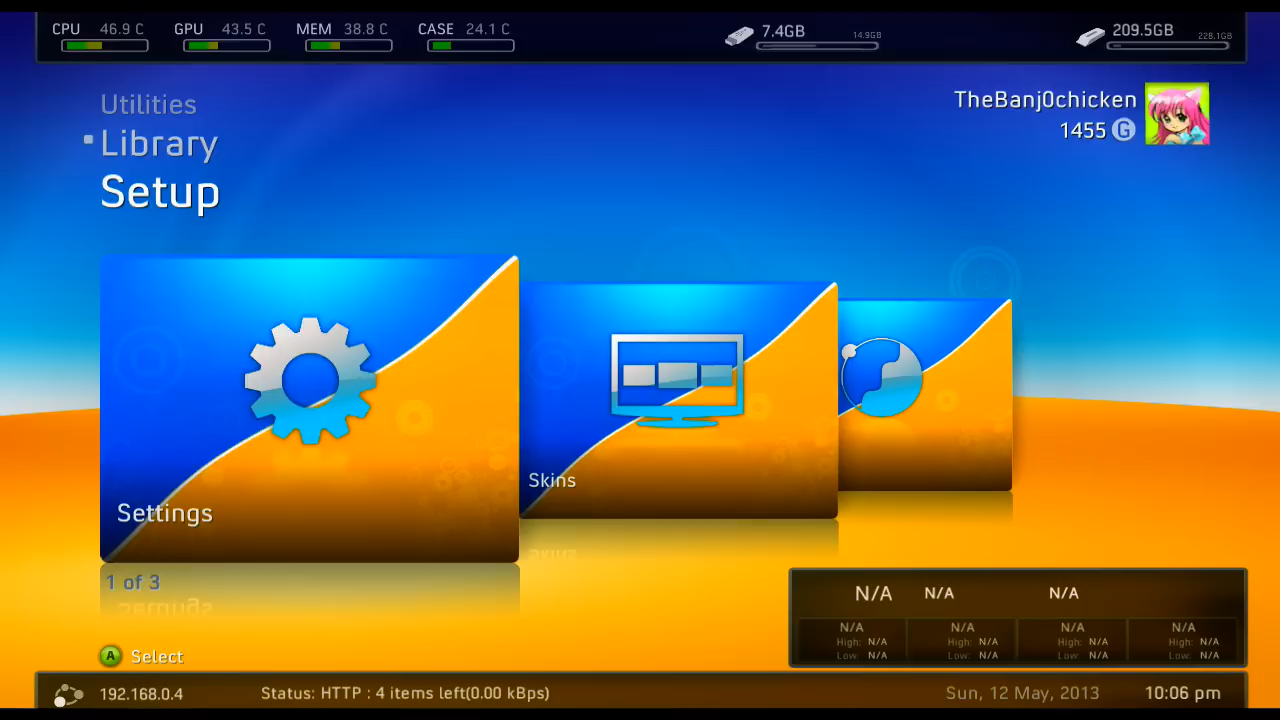 CPU 46.9 C GPU 43.5 C MEM 38.8 C CASE 24.1 C 7.4GB 14.9GB 209.5GB 228.1GB
Utilities
Library
Setup
TheBanj0chicken
1455 G
Settings
Skins
1 of 3
A Select
N/A N/A N/A
N/A N/A N/A N/A
High: N/A High: N/A High: N/A High: N/A
Low: N/A Low: N/A Low: N/A Low: N/A
192.168.0.4 Status: HTTP : 4 items left(0.00 kBps) Sun, 12 May, 2013 10:06 pm